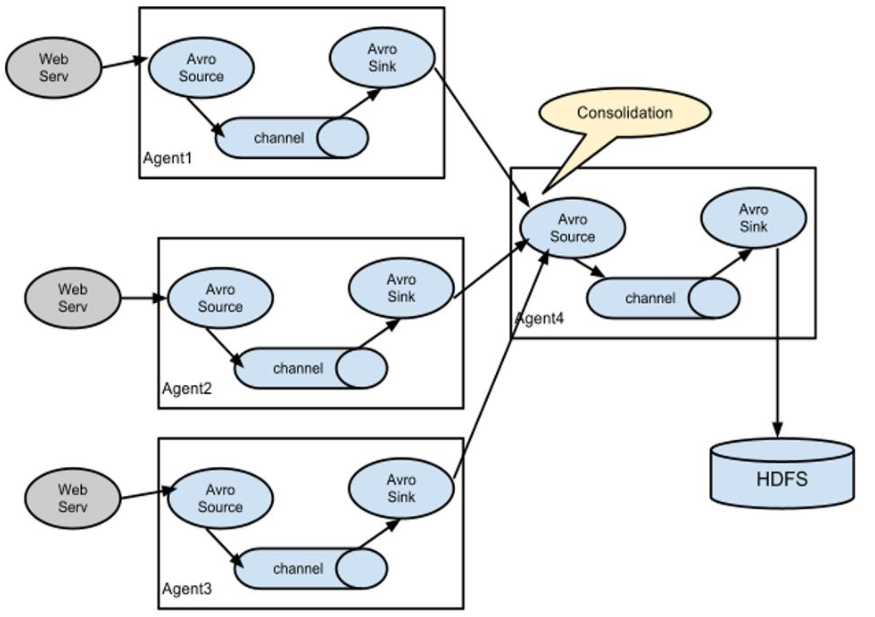 Web
Serv
Avro
Source
Avro
Sink
channel
Agent1
Consolidation
Web
Serv
Avro
Source
Avro
Sink
channel
Agent2
Avro
Source
Avro
Sink
channel
Agent4
Web
Serv
Avro
Source
Avro
Sink
channel
Agent3
HDFS